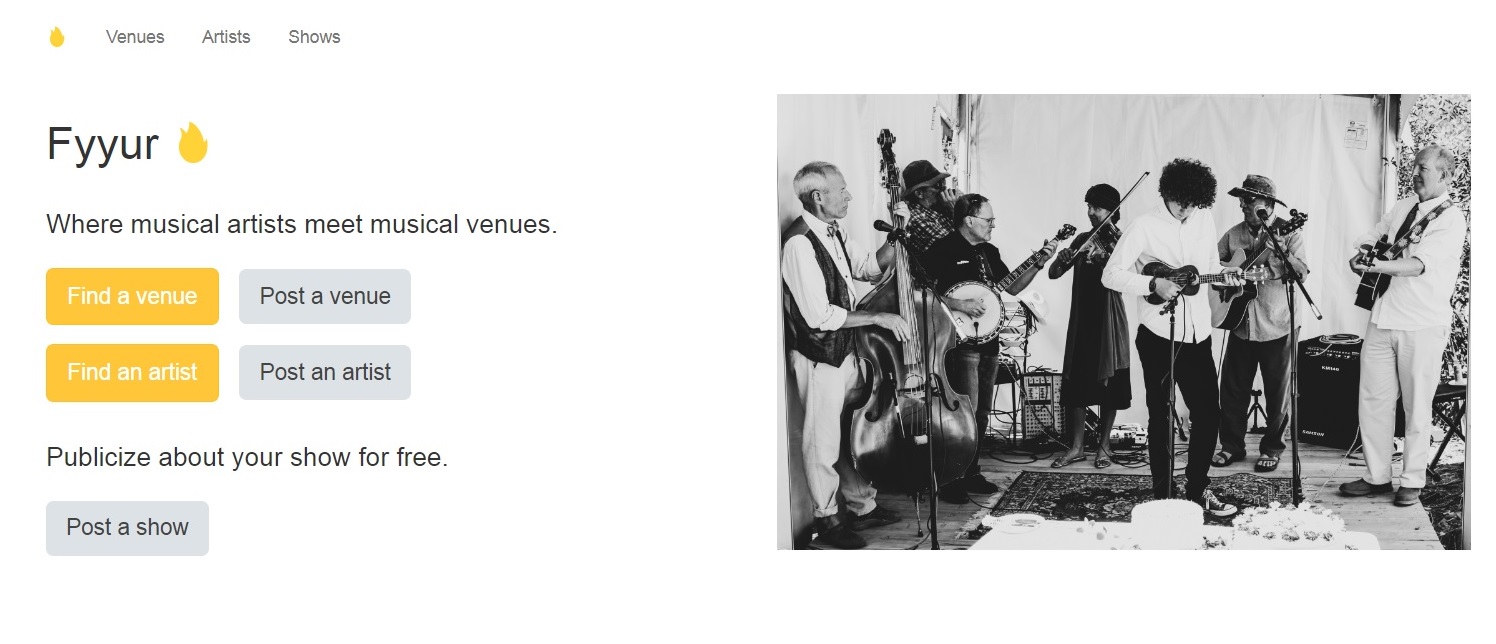 Venues Artists Shows
Fyyur
Where musical artists meet musical venues.
Find a venue Post a venue
Find an artist Post an artist
Publicize about your show for free.
Post a show
SAMSON